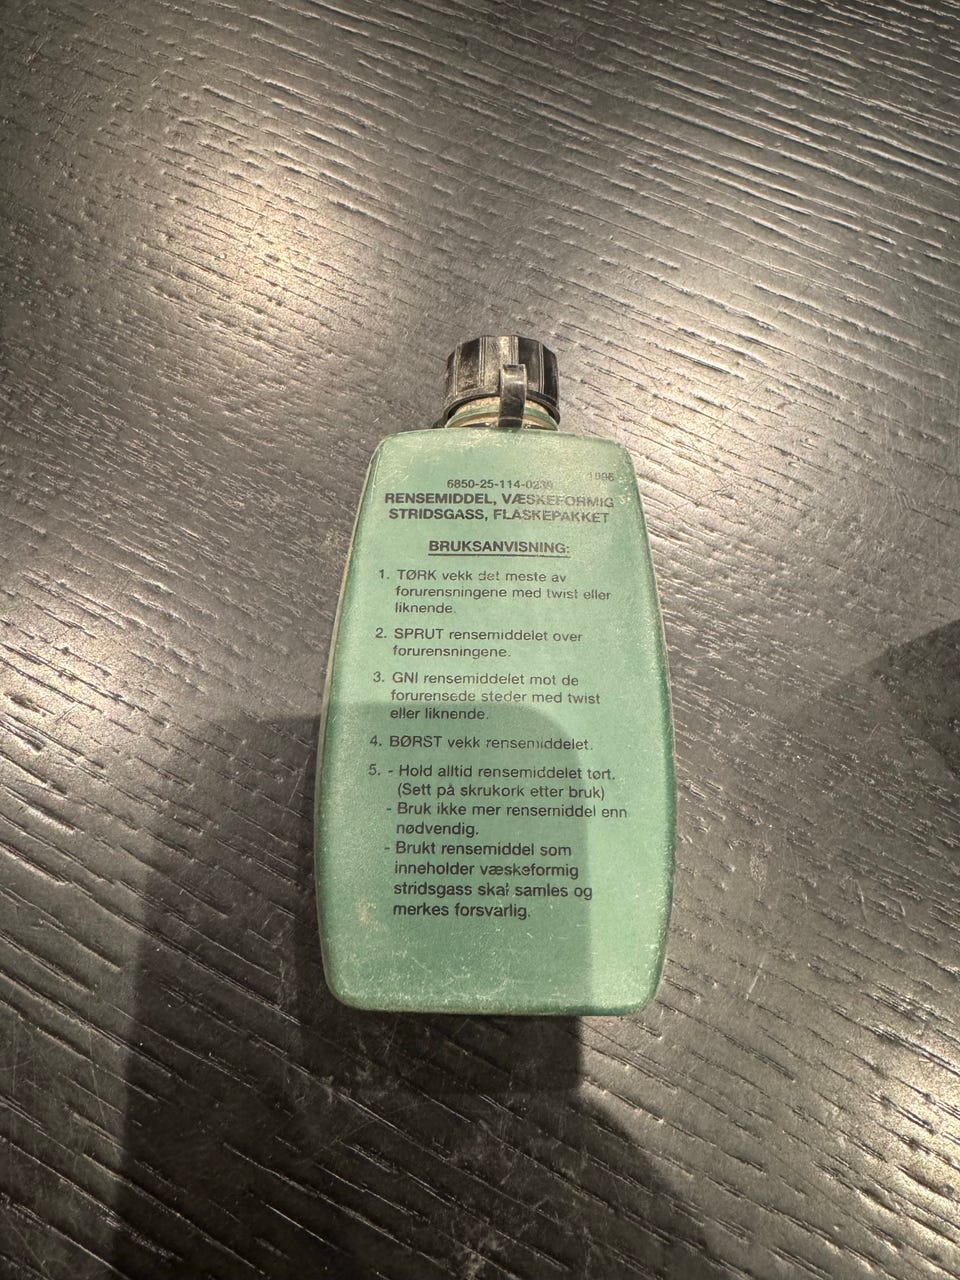 1996
6850-25-114-0239
RENSEMIDDEL, VÆSKEFORMIG
STRIDSGASS, FLASKEPAKKET
BRUKSANVISNING:
1. TØRK vekk det meste av
forurensningene med twist eller
liknende.
2. SPRUT rensemiddelet over
forurensningene.
3. GNI rensemiddelet mot de
forurensede steder med twist
eller liknende.
4. BØRST vekk rensemiddelet.
5. - Hold alltid rensemiddelet tørt.
(Sett på skrukork etter bruk)
- Bruk ikke mer rensemiddel enn
nødvendig.
- Brukt rensemiddel som
inneholder væskeformig
stridsgass skal samles og
merkes forsvarlig.